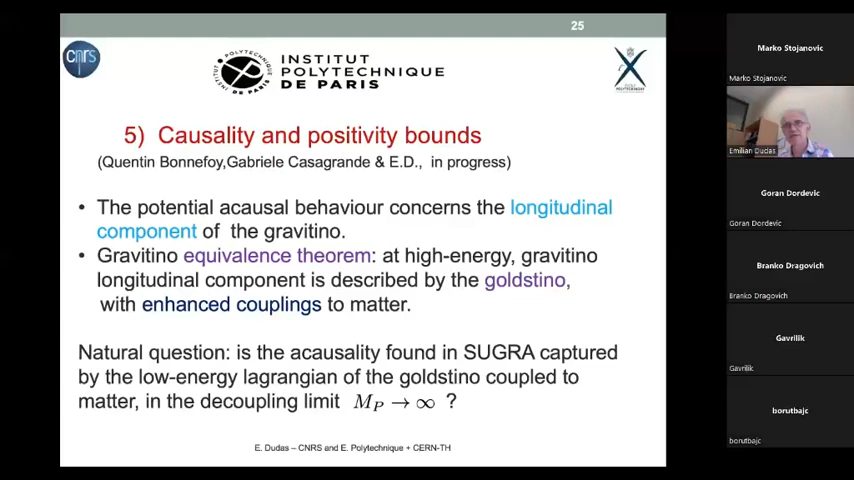 25
cnrs
INSTITUT
POLYTECHNIQUE
DE PARIS
5) Causality and positivity bounds
(Quentin Bonnefoy,Gabriele Casagrande & E.D., in progress)
• The potential acausal behaviour concerns the longitudinal
component of the gravitino.
• Gravitino equivalence theorem: at high-energy, gravitino
longitudinal component is described by the goldstino,
with enhanced couplings to matter.
Natural question: is the acausality found in SUGRA captured
by the low-energy lagrangian of the goldstino coupled to
matter, in the decoupling limit M_P → ∞ ?
E. Dudas – CNRS and E. Polytechnique + CERN-TH
Marko Stojanovic
Marko Stojanovic
Emilian Dudas
Goran Dordevic
Goran Dordevic
Branko Dragovich
Branko Dragovich
Gavrilik
Gavrilik
borutbajc
borutbajc